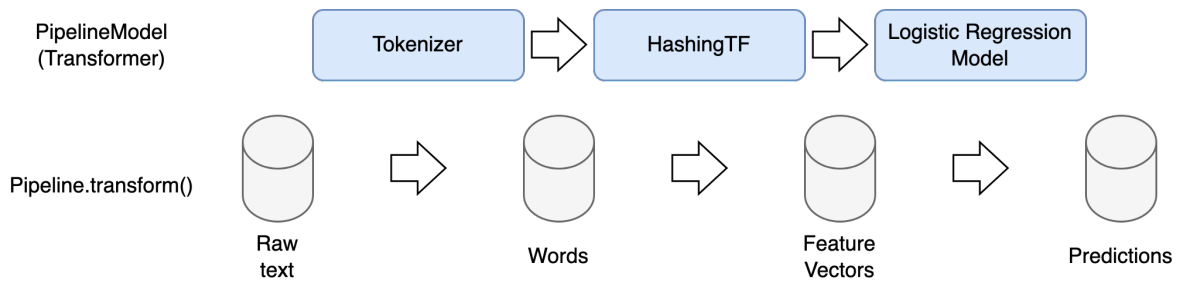 PipelineModel
(Transformer)
Tokenizer
HashingTF
Logistic Regression
Model
Pipeline.transform()
Raw
text
Words
Feature
Vectors
Predictions